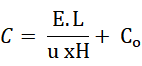 C = E.L / u xH + Cₒ